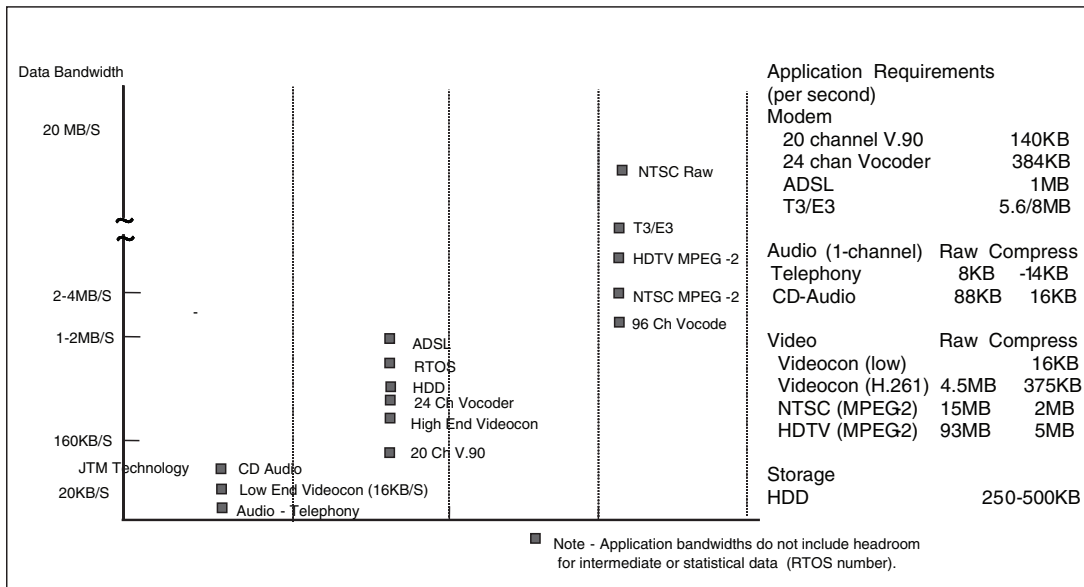 Data Bandwidth
20 MB/S
2-4MB/S
1-2MB/S
160KB/S
JTM Technology
20KB/S
NTSC Raw
T3/E3
HDTV MPEG -2
NTSC MPEG -2
96 Ch Vocode
ADSL
RTOS
HDD
24 Ch Vocoder
High End Videocon
20 Ch V.90
CD Audio
Low End Videocon (16KB/S)
Audio - Telephony
Note - Application bandwidths do not include headroom
for intermediate or statistical data (RTOS number).
Application Requirements
(per second)
Modem
20 channel V.90 140KB
24 chan Vocoder 384KB
ADSL 1MB
T3/E3 5.6/8MB
Audio (1-channel) Raw Compress
Telephony 8KB -14KB
CD-Audio 88KB 16KB
Video Raw Compress
Videocon (low) 16KB
Videocon (H.261) 4.5MB 375KB
NTSC (MPEG-2) 15MB 2MB
HDTV (MPEG-2) 93MB 5MB
Storage
HDD 250-500KB